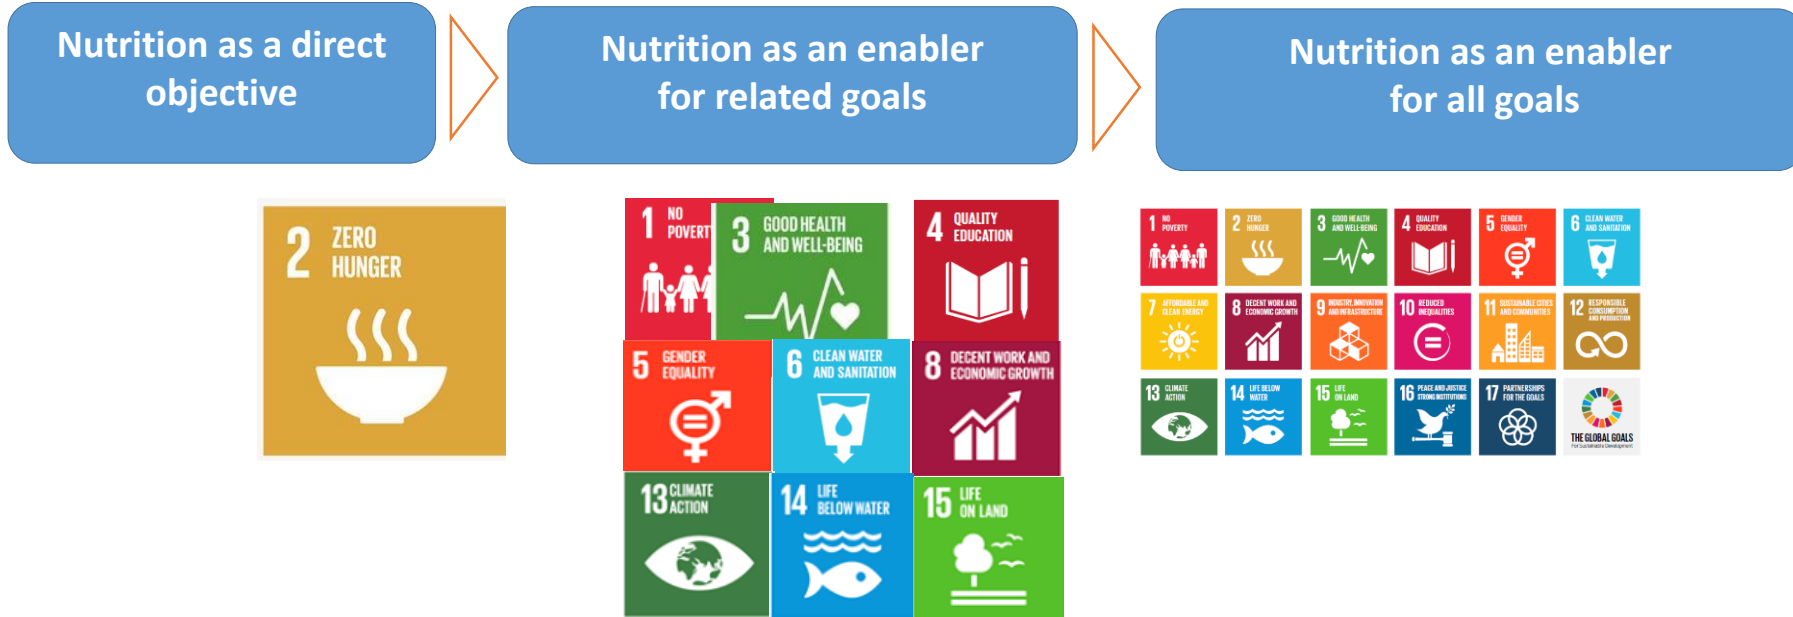 Nutrition as a direct
objective
Nutrition as an enabler
for related goals
Nutrition as an enabler
for all goals
2 ZERO
HUNGER
1 NO
POVERT
3 GOOD HEALTH
AND WELL-BEING
4 QUALITY
EDUCATION
5 GENDER
EQUALITY
6 CLEAN WATER
AND SANITATION
8 DECENT WORK AND
ECONOMIC GROWTH
13 CLIMATE
ACTION
14 LIFE
BELOW WATER
15 LIFE
ON LAND
1 NO
POVERTY
2 ZERO
HUNGER
3 GOOD HEALTH
AND WELL-BEING
4 QUALITY
EDUCATION
5 GENDER
EQUALITY
6 CLEAN WATER
AND SANITATION
7 AFFORDABLE AND
CLEAN ENERGY
8 DECENT WORK AND
ECONOMIC GROWTH
9 INDUSTRY, INNOVATION
AND INFRASTRUCTURE
10 REDUCED
INEQUALITIES
11 SUSTAINABLE CITIES
AND COMMUNITIES
12 RESPONSIBLE
CONSUMPTION
AND PRODUCTION
13 CLIMATE
ACTION
14 LIFE BELOW
WATER
15 LIFE
ON LAND
16 PEACE AND JUSTICE
STRONG INSTITUTIONS
17 PARTNERSHIPS
FOR THE GOALS
THE GLOBAL GOALS
For Sustainable Development